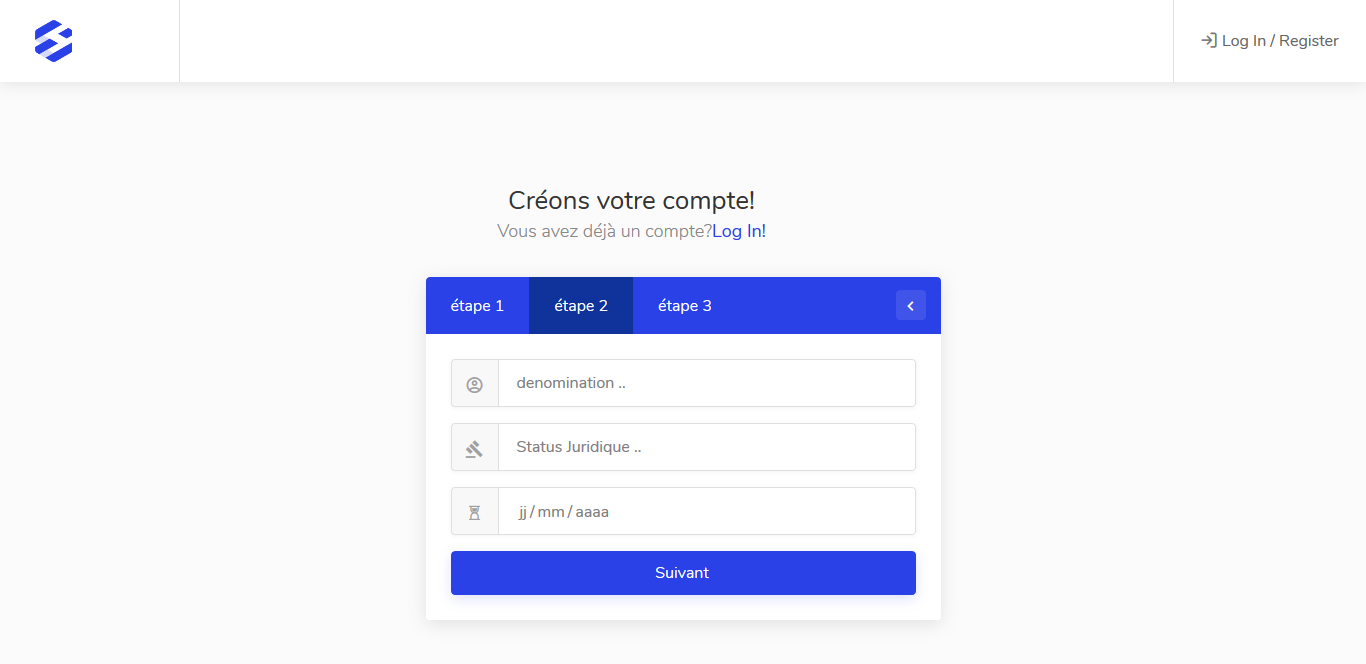 Log In / Register
Créons votre compte!
Vous avez déjà un compte?Log In!
étape 1 étape 2 étape 3
denomination ..
Status Juridique ..
jj/mm/aaaa
Suivant